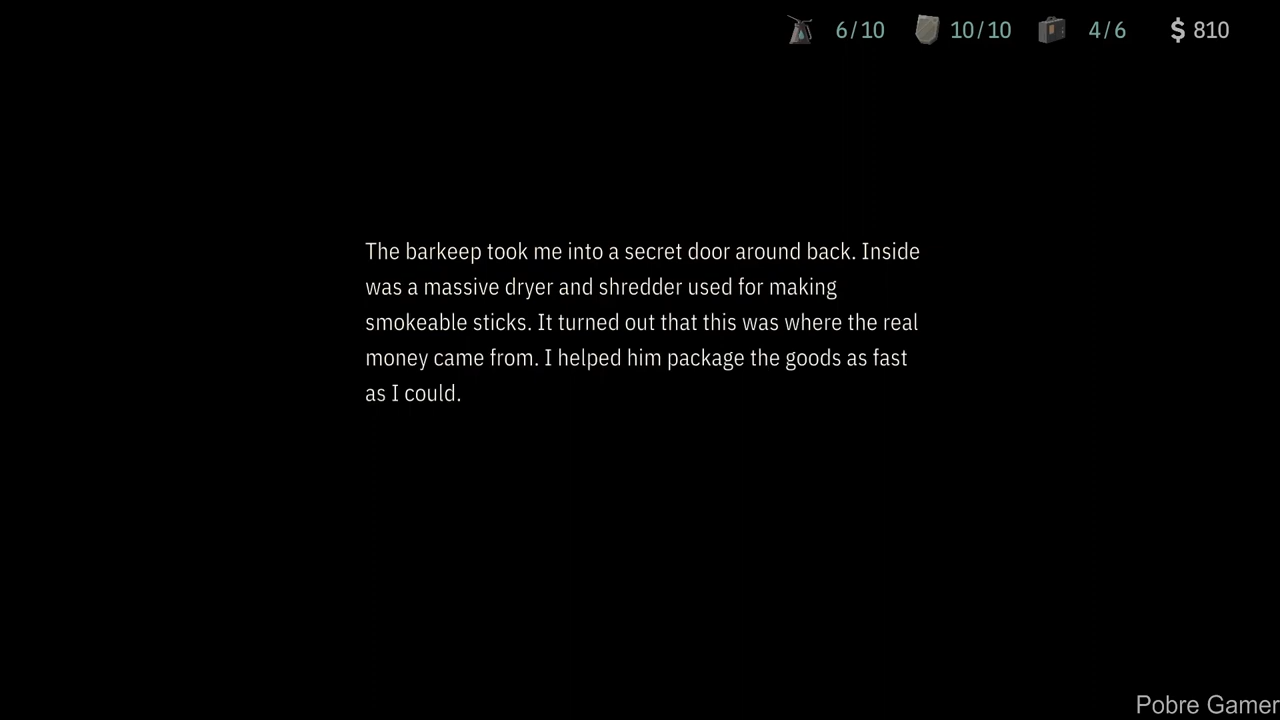 6/10 10/10 4/6 $ 810
The barkeep took me into a secret door around back. Inside
was a massive dryer and shredder used for making
smokeable sticks. It turned out that this was where the real
money came from. I helped him package the goods as fast
as I could.
Pobre Gamer